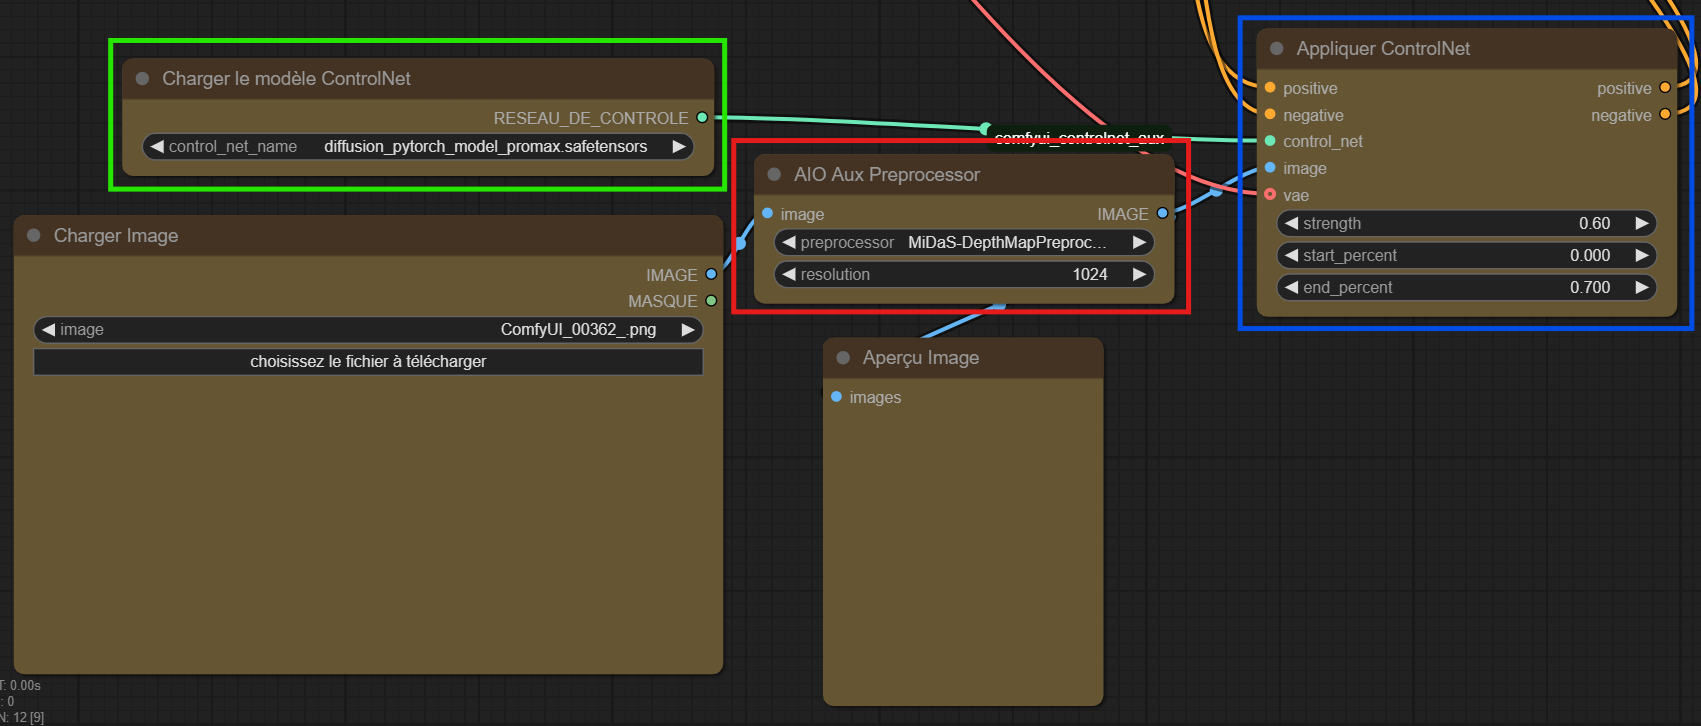 Charger le modèle ControlNet
RESEAU_DE_CONTROLE
control_net_name diffusion_pytorch_model_promax.safetensors
Charger Image
IMAGE
MASQUE
image ComfyUI_00362_.png
choisissez le fichier à télécharger
comfyui_controlnet_aux
AIO Aux Preprocessor
image IMAGE
preprocessor MiDaS-DepthMapPreproc...
resolution 1024
Aperçu Image
images
Appliquer ControlNet
positive positive
negative negative
control_net
image
vae
strength 0.60
start_percent 0.000
end_percent 0.700
T: 0.00s
: 0
N: 12 [9]